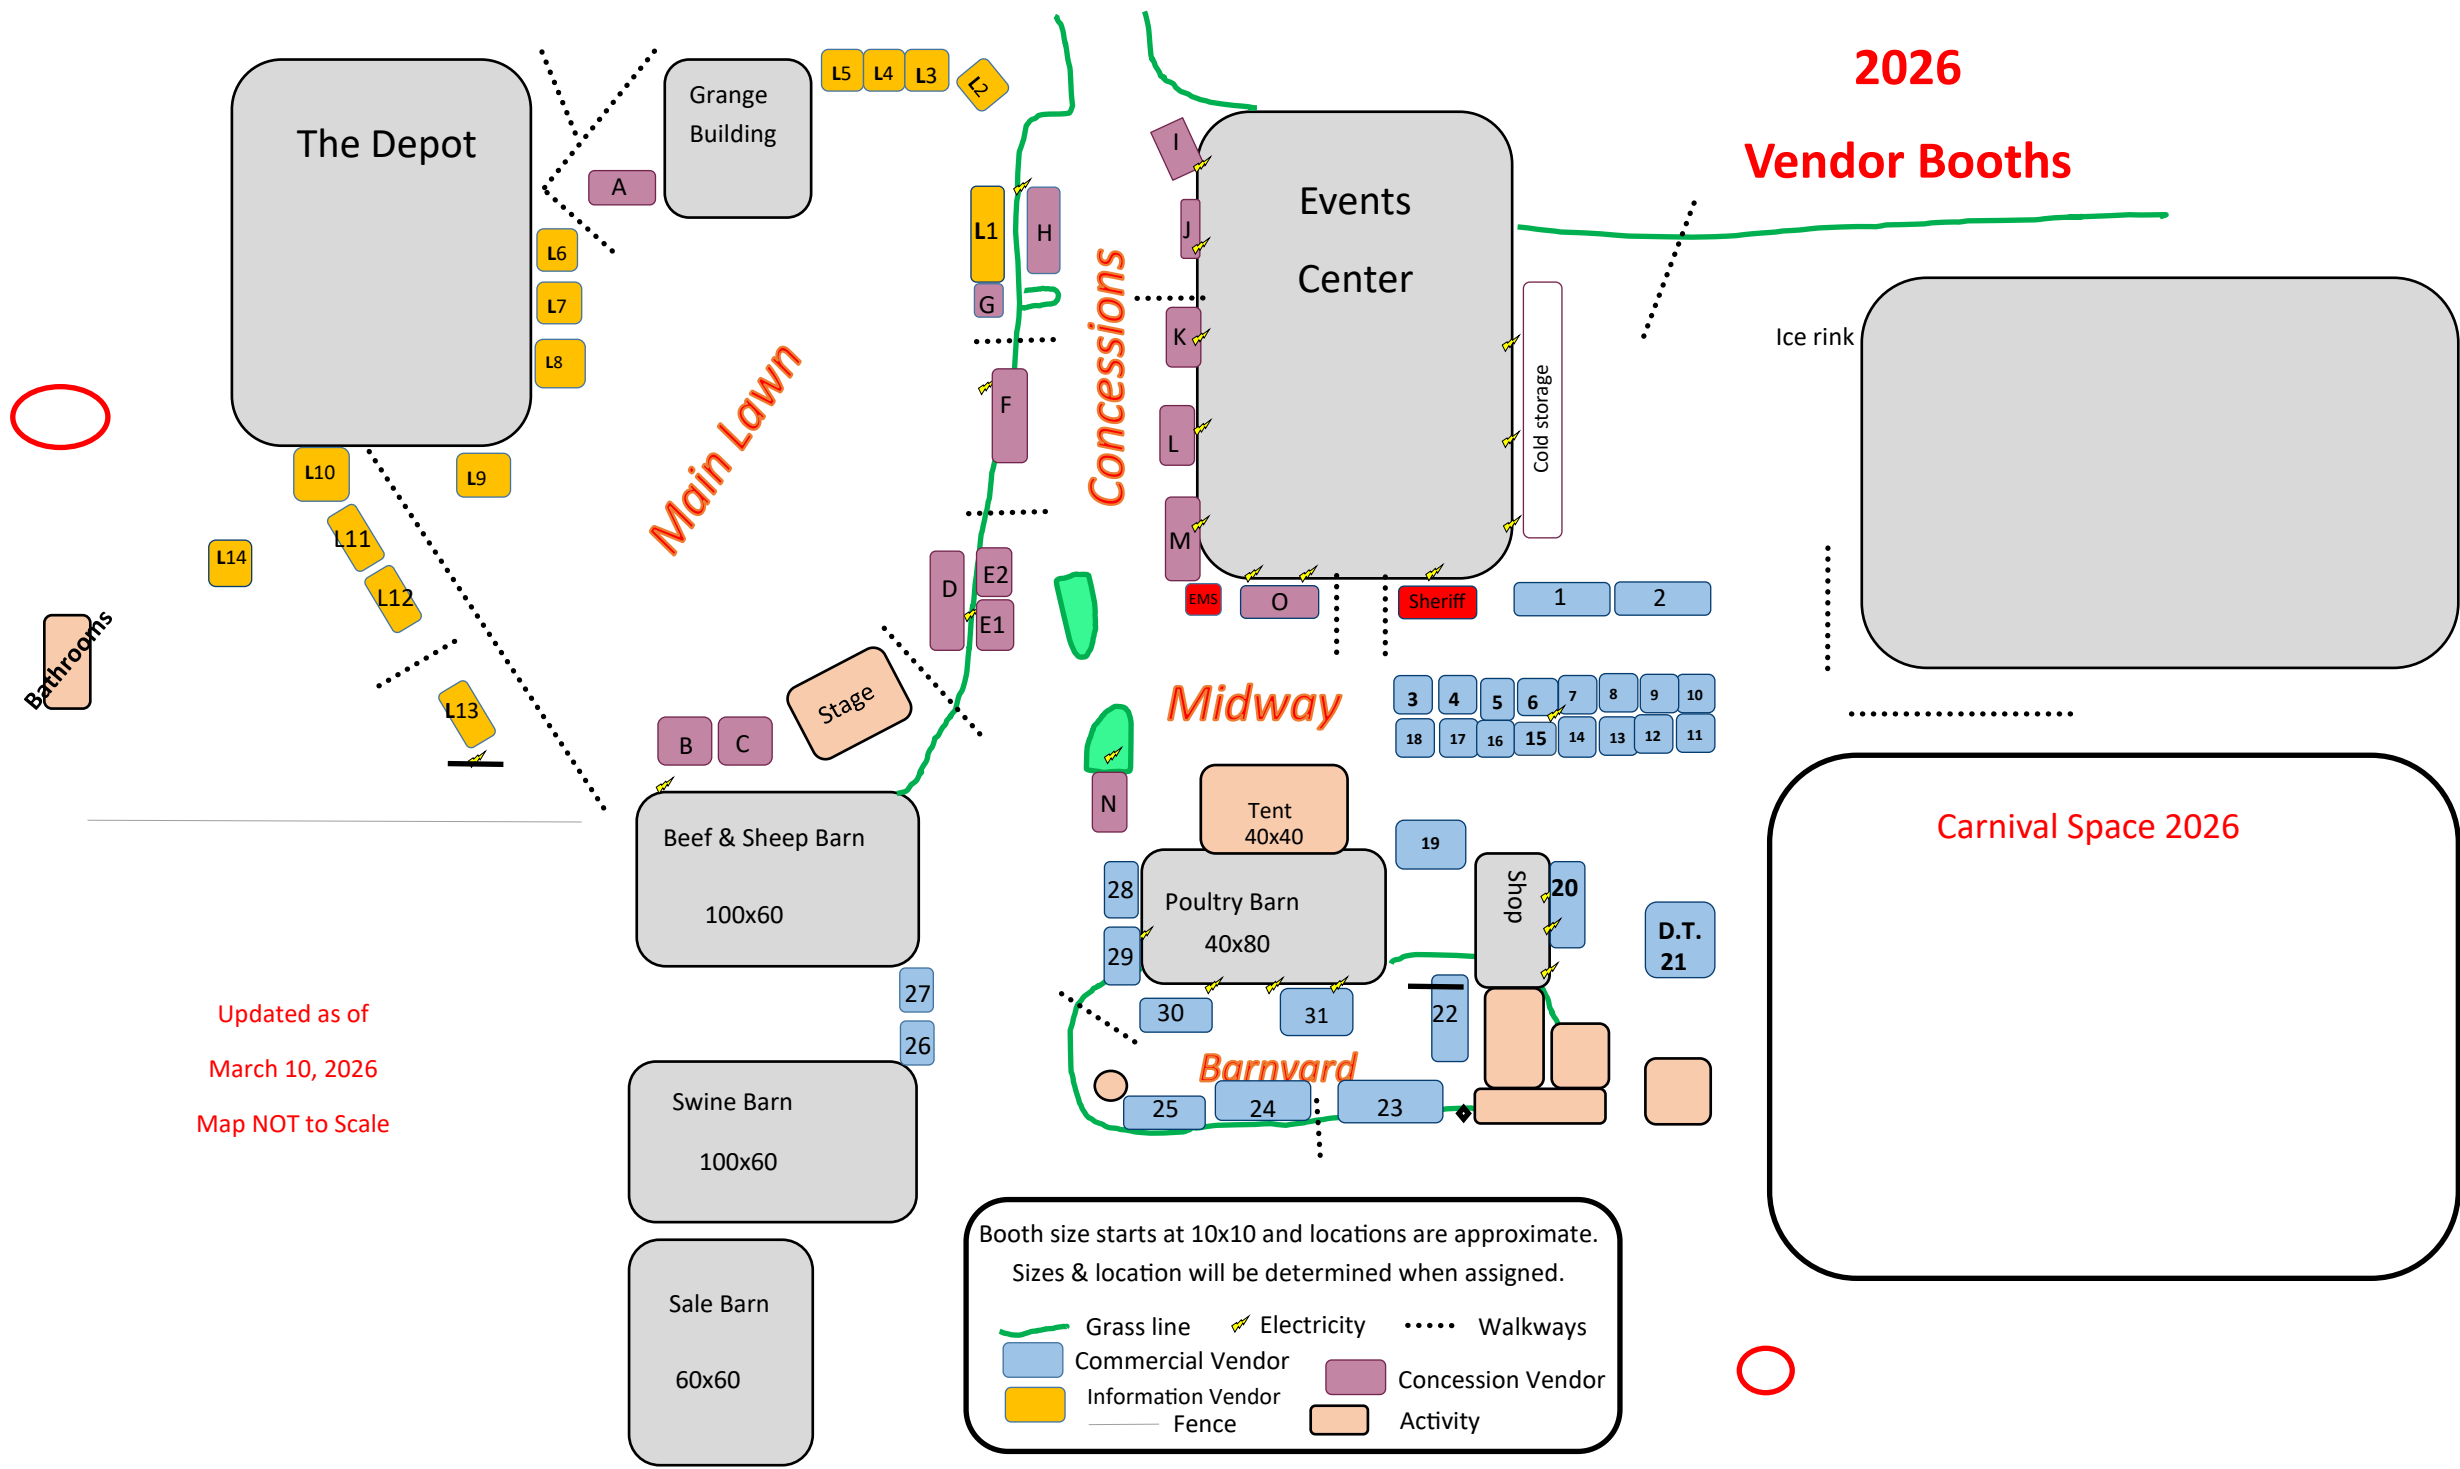 2026
Vendor Booths
The Depot
Grange
Building
L5
L4
L3
L2
A
L6
L7
L8
L1
H
G
I
J
K
L
M
Events
Center
Cold storage
Ice rink
Main Lawn
Concessions
F
L10
L9
L11
L12
L14
L13
Bathrooms
D
E2
E1
EMS
O
Sheriff
1
2
Stage
B
C
Midway
3
4
5
6
7
8
9
10
18
17
16
15
14
13
12
11
N
Tent
40x40
19
Beef & Sheep Barn
100x60
28
29
Poultry Barn
40x80
Shop
20
D.T.
21
Carnival Space 2026
27
26
30
31
22
Barnyard
25
24
23
Updated as of
March 10, 2026
Map NOT to Scale
Swine Barn
100x60
Sale Barn
60x60
Booth size starts at 10x10 and locations are approximate.
Sizes & location will be determined when assigned.
Grass line
Electricity
Walkways
Commercial Vendor
Concession Vendor
Information Vendor
Fence
Activity